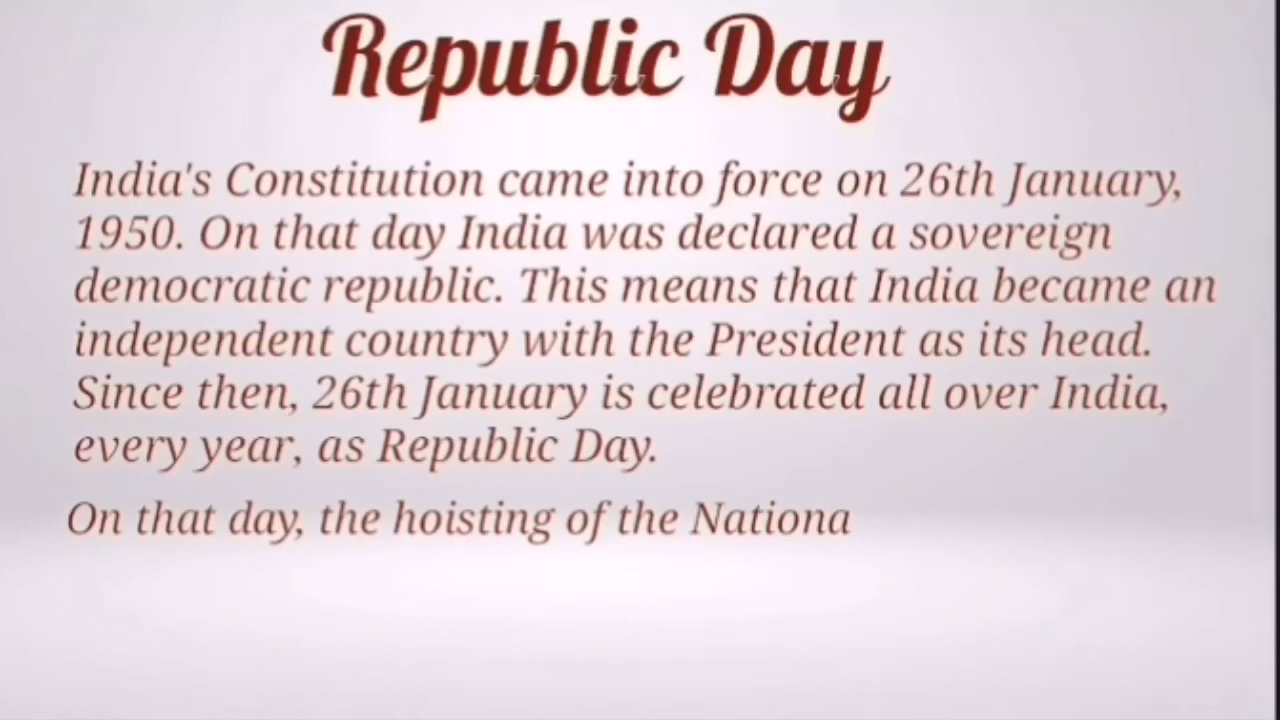 Republic Day
India's Constitution came into force on 26th January,
1950. On that day India was declared a sovereign
democratic republic. This means that India became an
independent country with the President as its head.
Since then, 26th January is celebrated all over India,
every year, as Republic Day.
On that day, the hoisting of the Nationa